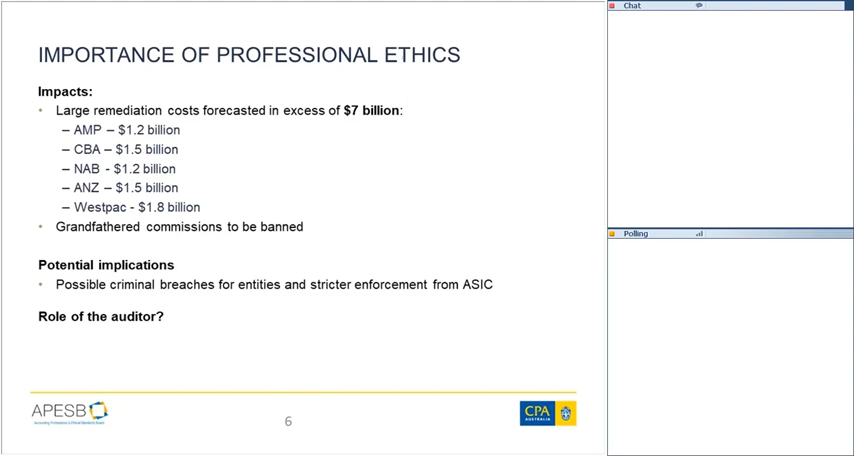 IMPORTANCE OF PROFESSIONAL ETHICS
Impacts:
• Large remediation costs forecasted in excess of $7 billion:
– AMP – $1.2 billion
– CBA – $1.5 billion
– NAB - $1.2 billion
– ANZ – $1.5 billion
– Westpac - $1.8 billion
• Grandfathered commissions to be banned
Potential implications
• Possible criminal breaches for entities and stricter enforcement from ASIC
Role of the auditor?
APESB
Accounting Professional & Ethical Standards Board
6
CPA
AUSTRALIA
Chat
Polling